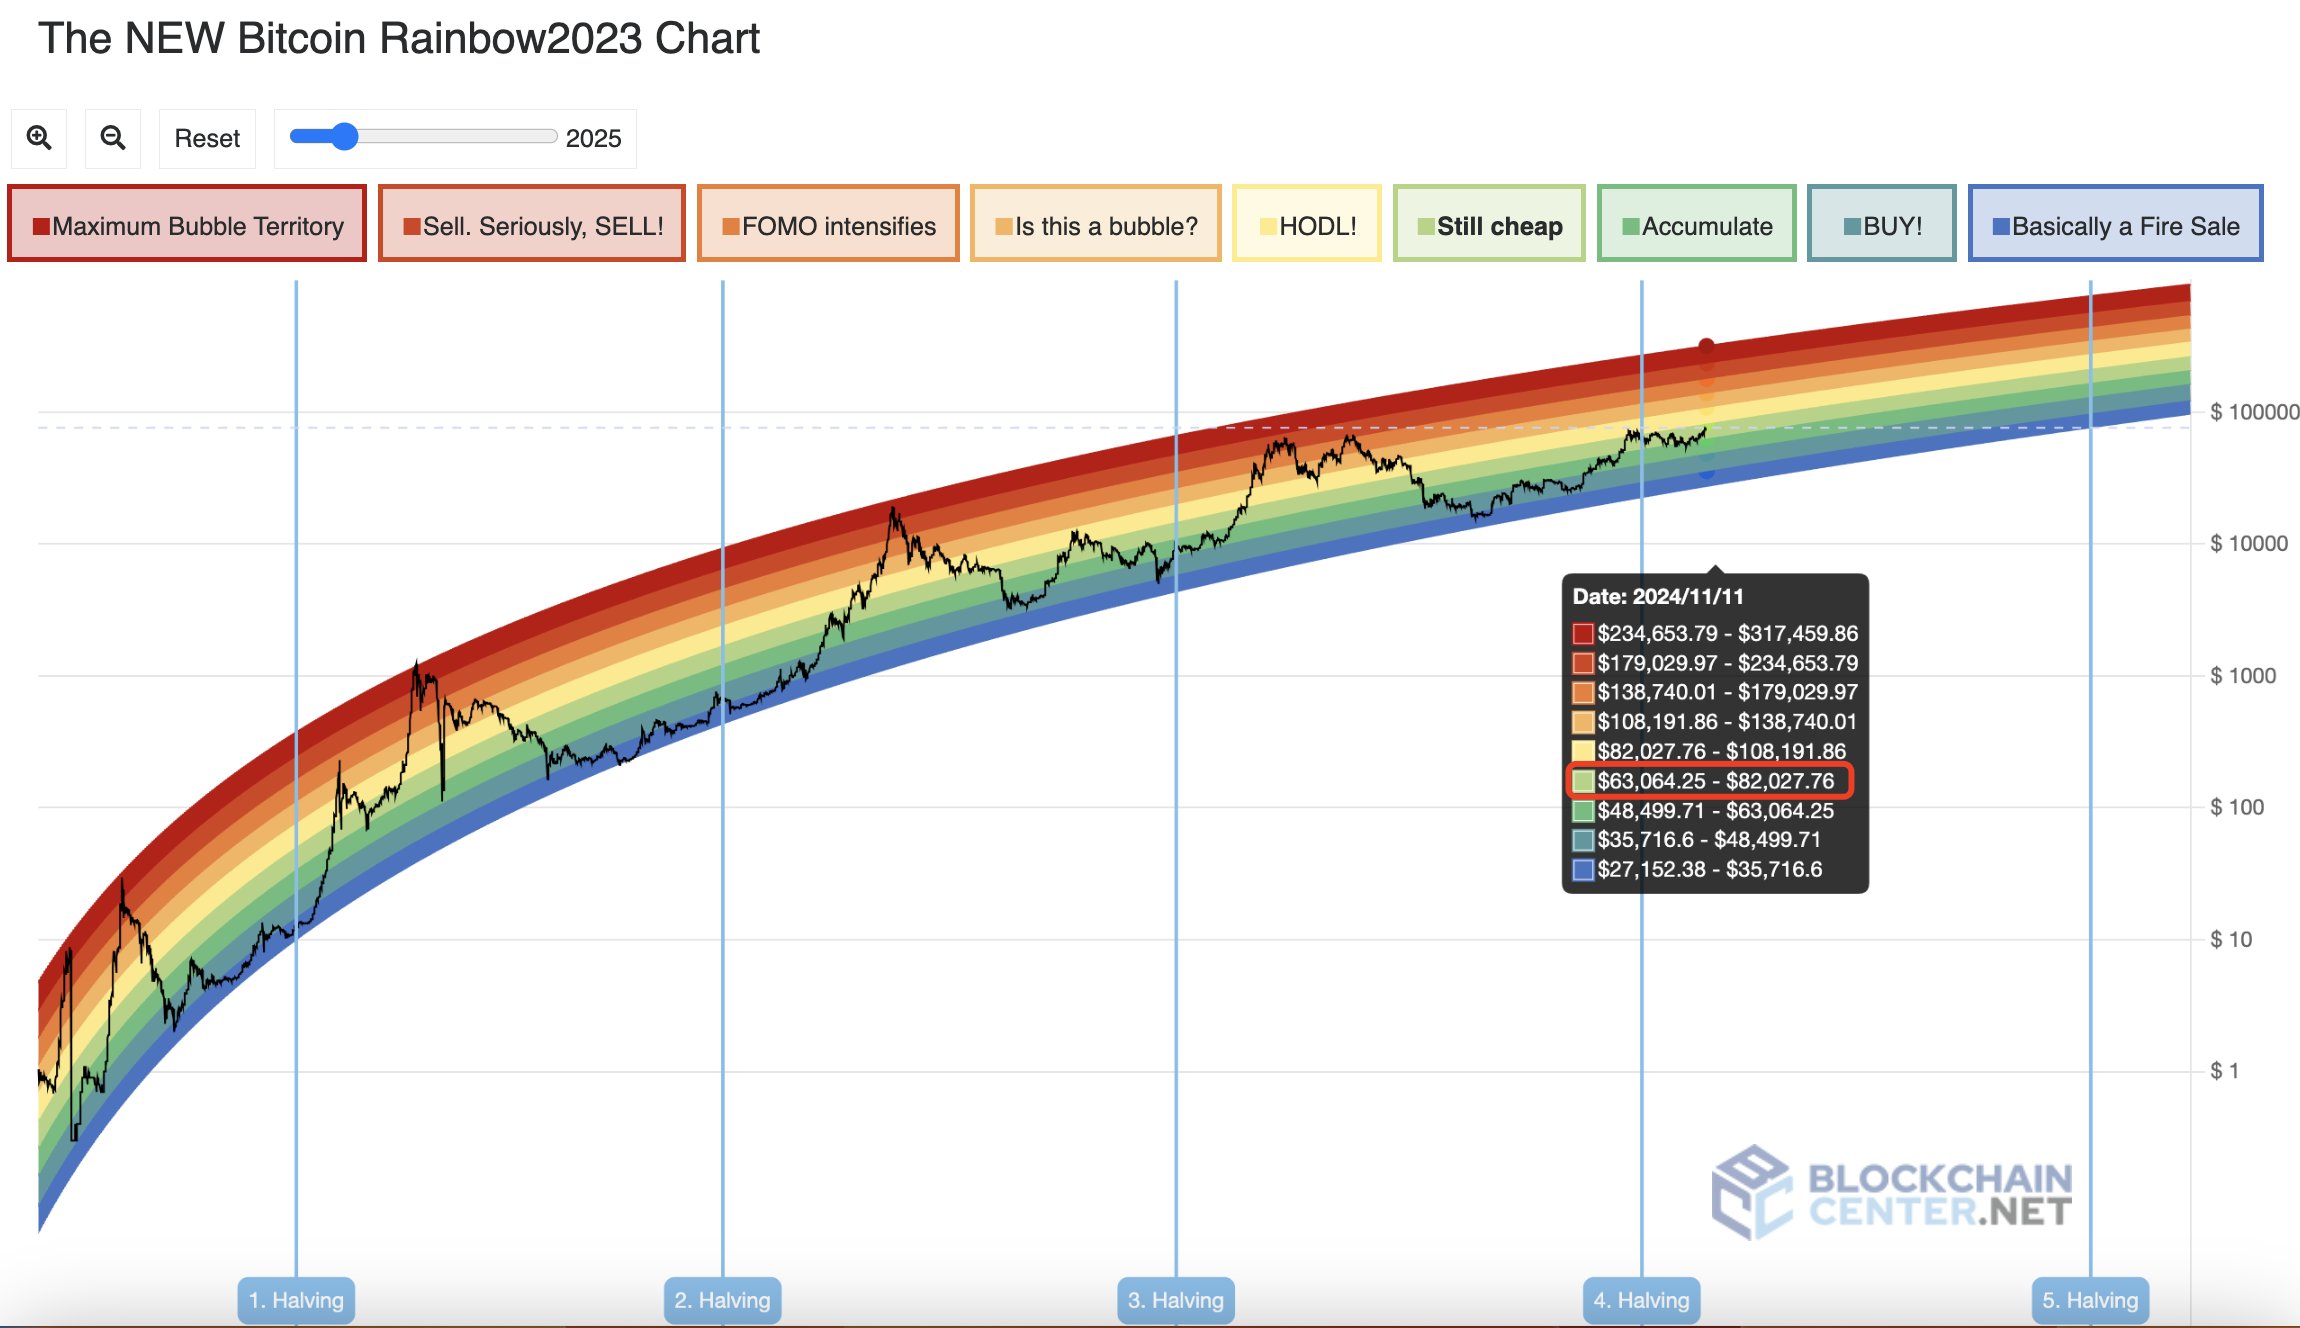 The NEW Bitcoin Rainbow2023 Chart
Reset 2025
Maximum Bubble Territory Sell. Seriously, SELL! FOMO intensifies Is this a bubble? HODL! Still cheap Accumulate BUY! Basically a Fire Sale
$ 100000
$ 10000
$ 1000
$ 100
$ 10
$ 1
Date: 2024/11/11
$234,653.79 - $317,459.86
$179,029.97 - $234,653.79
$138,740.01 - $179,029.97
$108,191.86 - $138,740.01
$82,027.76 - $108,191.86
$63,064.25 - $82,027.76
$48,499.71 - $63,064.25
$35,716.6 - $48,499.71
$27,152.38 - $35,716.6
BLOCKCHAIN
CENTER.NET
1. Halving 2. Halving 3. Halving 4. Halving 5. Halving